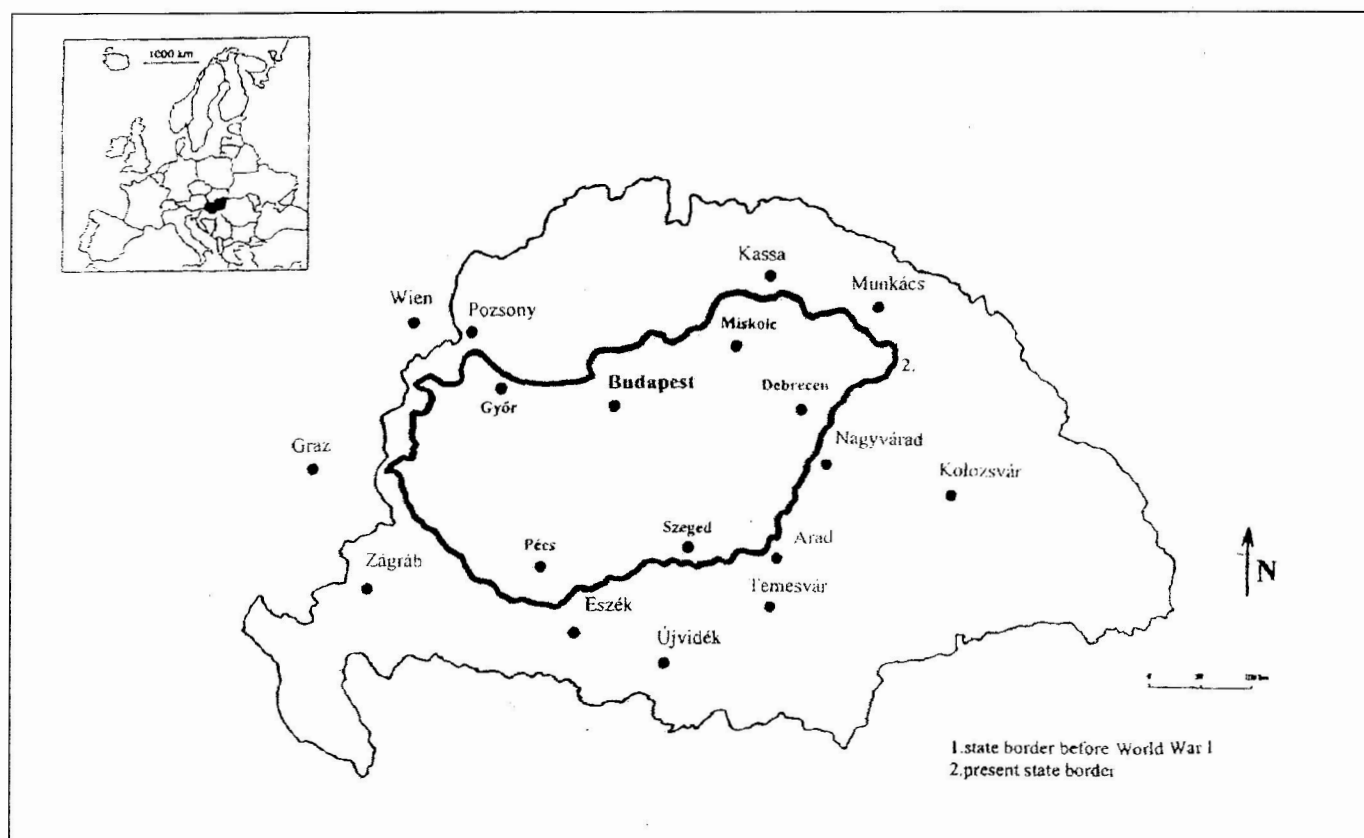 1000 km
Kassa
Munkács
Wien
Pozsony
Miskolc
2.
Budapest
Debrecen
Győr
Nagyvárad
Graz
Kolozsvár
Szeged
Pécs
Arad
Zágráb
N
Temesvár
Eszék
Újvidék
1.state border before World War I
2.present state border